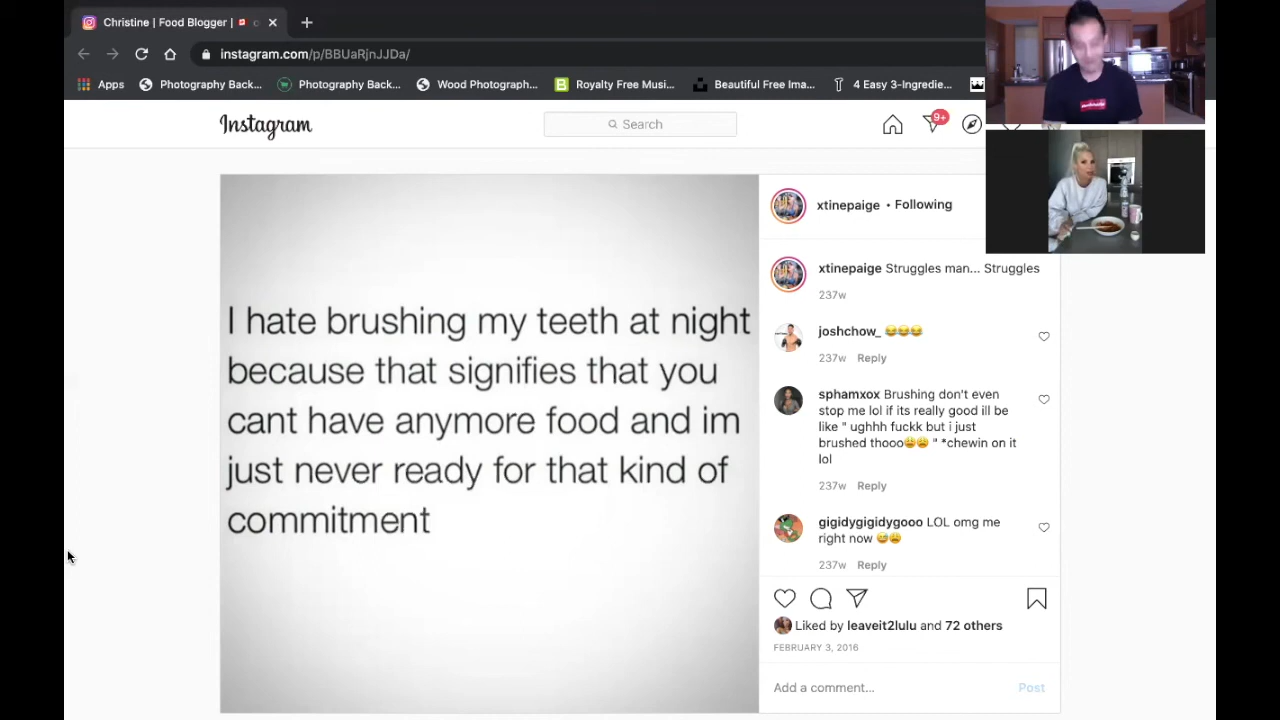 Christine | Food Blogger |
instagram.com/p/BBUaRjnJJDa/
Apps
Photography Back...
Photography Back...
Wow Photograph...
Royalty Free Musi...
Beautiful Free Ima...
4 Easy 3-Ingredie...
Instagram
Search
9+
xtinepaige • Following
I hate brushing my teeth at night
because that signifies that you
cant have anymore food and im
just never ready for that kind of
commitment
xtinepaige Struggles man... Struggles
237w
joshchow_ 😂😂😂
237w Reply
sphamxox Brushing don't even
stop me lol if its really good ill be
like " ughhh fuckk but i just
brushed thooo😩😩 " *chewin on it
lol
237w Reply
gigidygigidygooo LOL omg me
right now 😅😩
237w Reply
Liked by leaveit2lulu and 72 others
FEBRUARY 3, 2016
Add a comment...
Post